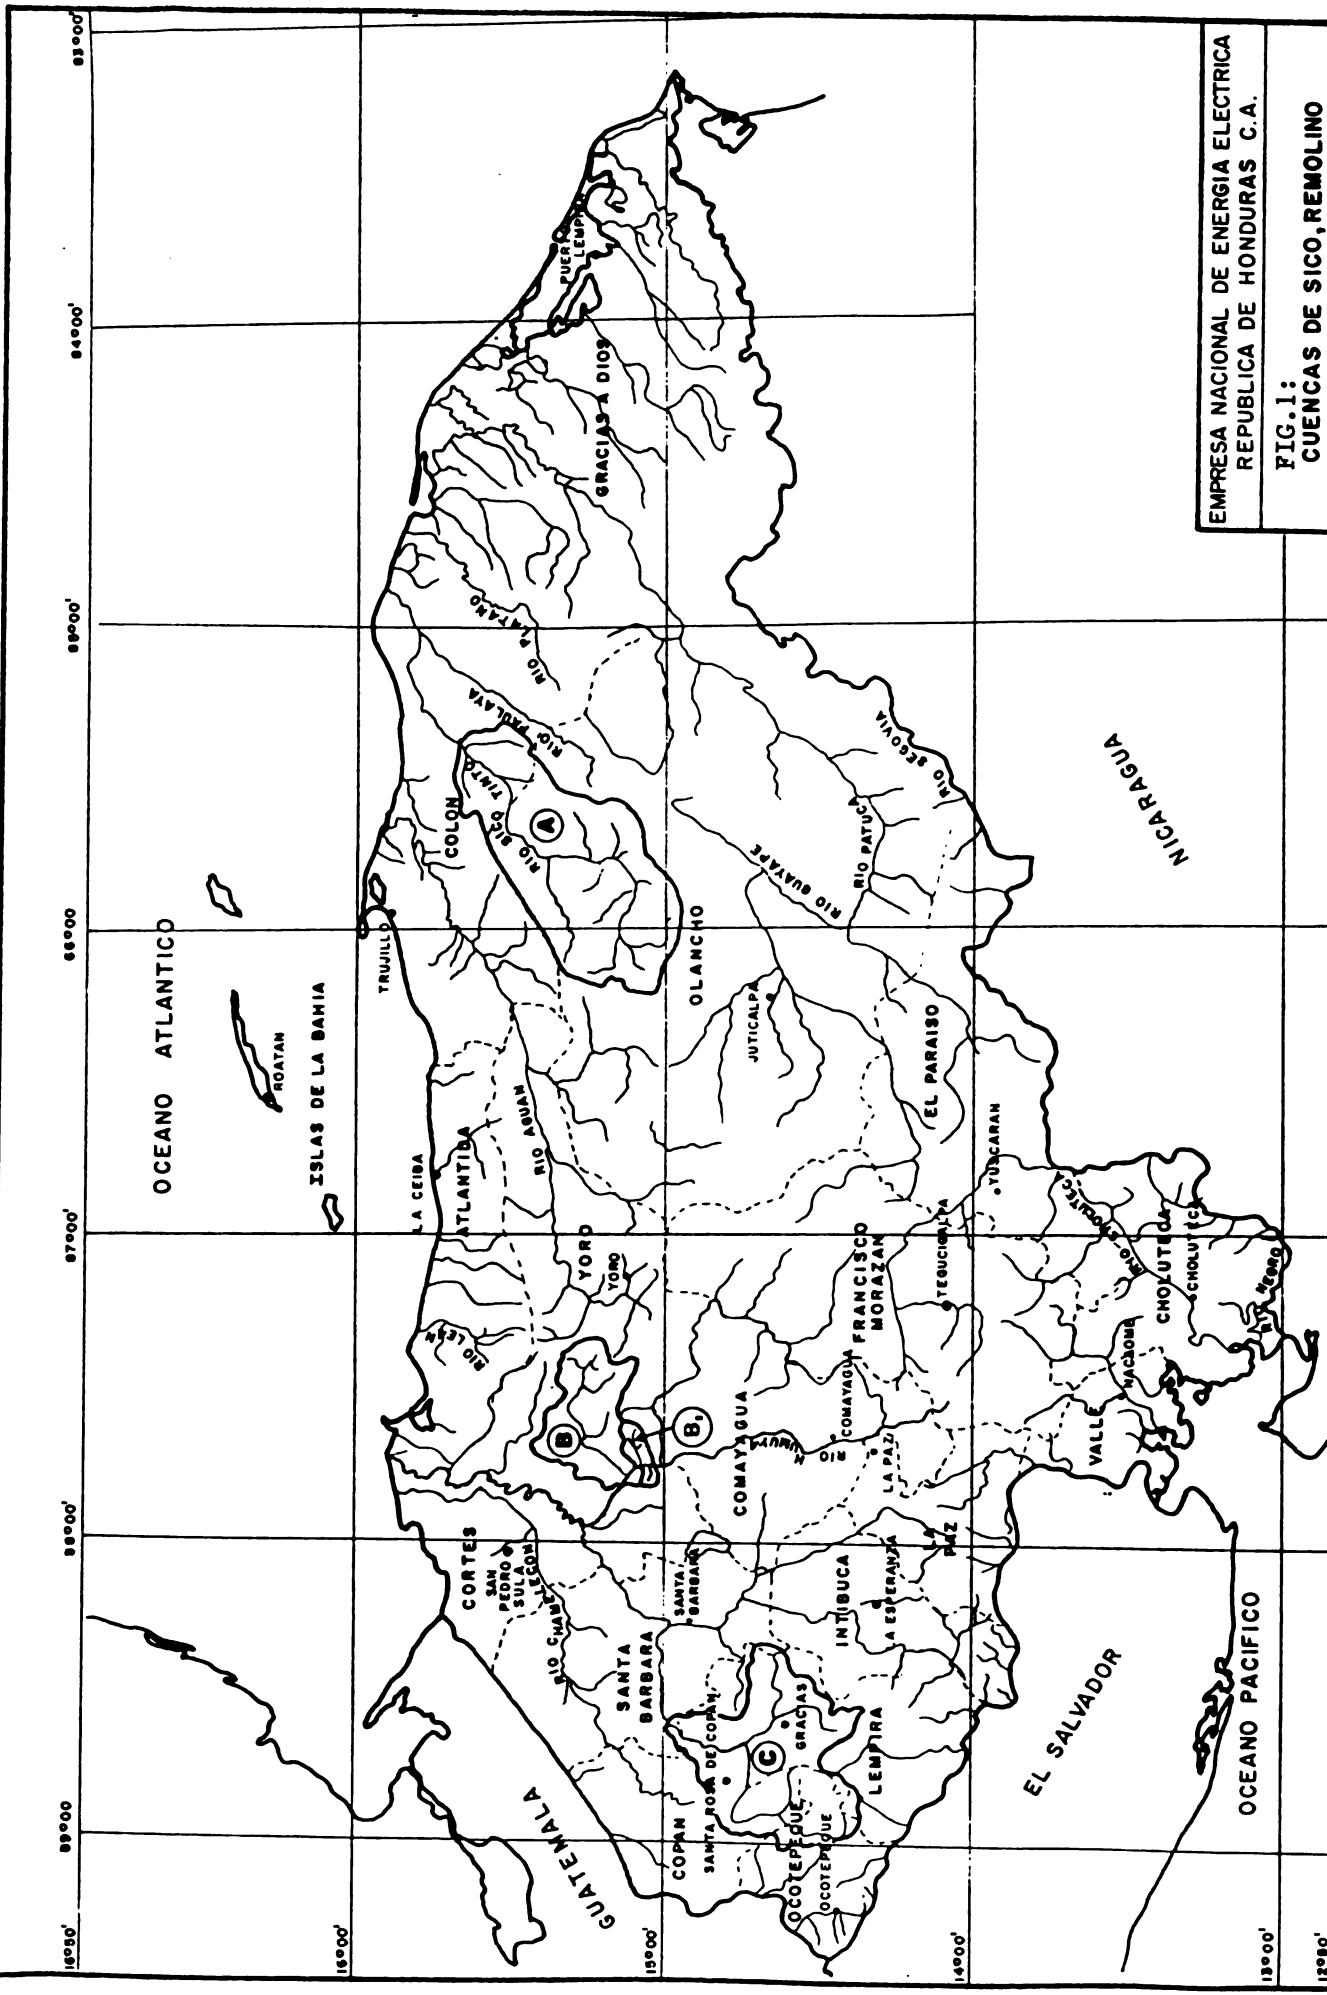 83°00'
84°00'
85°00'
86°00
87°00'
88°00'
89°00
16°50'
16°00'
15°00'
14°00'
13°00'
12°50'
OCEANO ATLANTICO
ISLAS DE LA BAHIA
ROATAN
TRUJILLO
LA CEIBA
ATLANTIDA
COLON
PUERTO
LEMPIRA
GRACIAS A DIOS
RIO PLATANO
RIO PAULAYA
RIO SICO TINTO
A
RIO AGUAN
RIO LEAN
YORO
YORO
B
B₁
CORTES
SAN
PEDRO
SULA
RIO CHAMELECON
OLANCHO
JUTICALPA
RIO GUAYAPE
RIO PATUCA
RIO SEGOVIA
NICARAGUA
EL PARAISO
YUSCARAN
FRANCISCO
MORAZAN
TEGUCIGALPA
COMAYAGUA
COMAYAGUA
RIO HUMUYA
LA PAZ
LA
PAZ
SANTA
BARBARA
SANTA
BARBARA
INTIBUCA
LA ESPERANZA
GRACIAS
C
LEMPIRA
COPAN
SANTA ROSA DE COPAN
OCOTEPEQUE
OCOTEPEQUE
GUATEMALA
EL SALVADOR
OCEANO PACIFICO
VALLE
NACAOME
CHOLUTECA
CHOLUTECA
RIO CHOLUTECA
RIO NEGRO
EMPRESA NACIONAL DE ENERGIA ELECTRICA
REPUBLICA DE HONDURAS C.A.
FIG.1:
CUENCAS DE SICO, REMOLINO